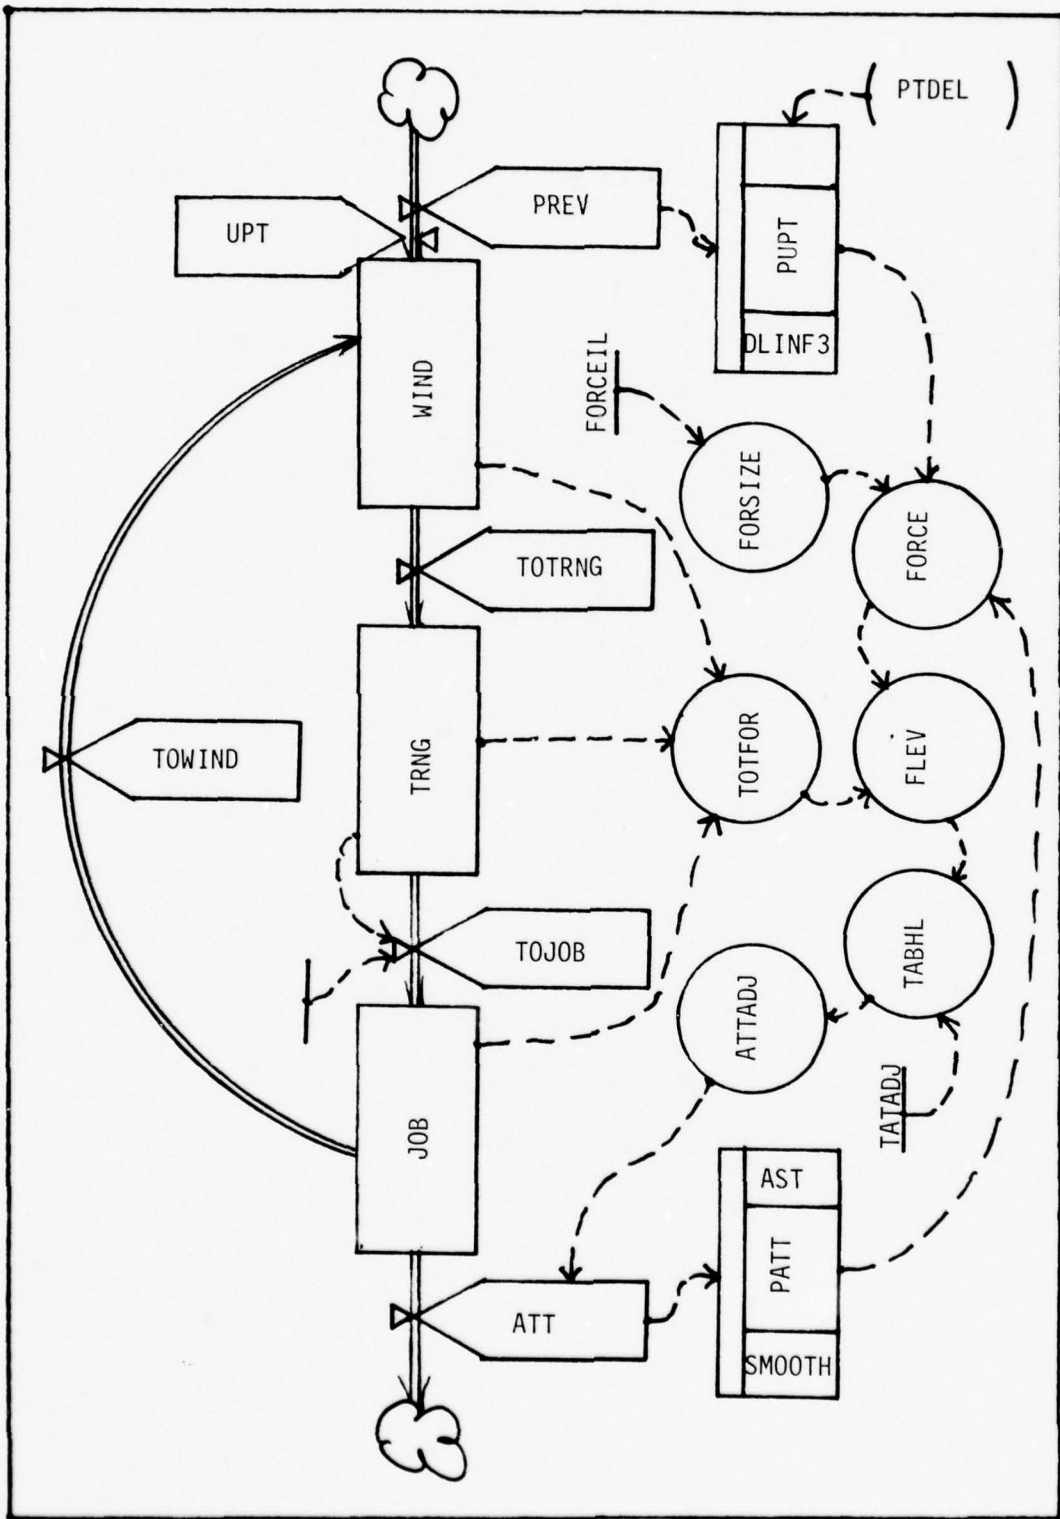 PTDEL
UPT
PREV
PUPT
DLINF3
WIND
FORCEIL
FORSIZE
FORCE
TOTRNG
TOWIND
TRNG
TOTFOR
FLEV
TOJOB
TABHL
ATTADJ
TATADJ
JOB
AST
PATT
SMOOTH
ATT